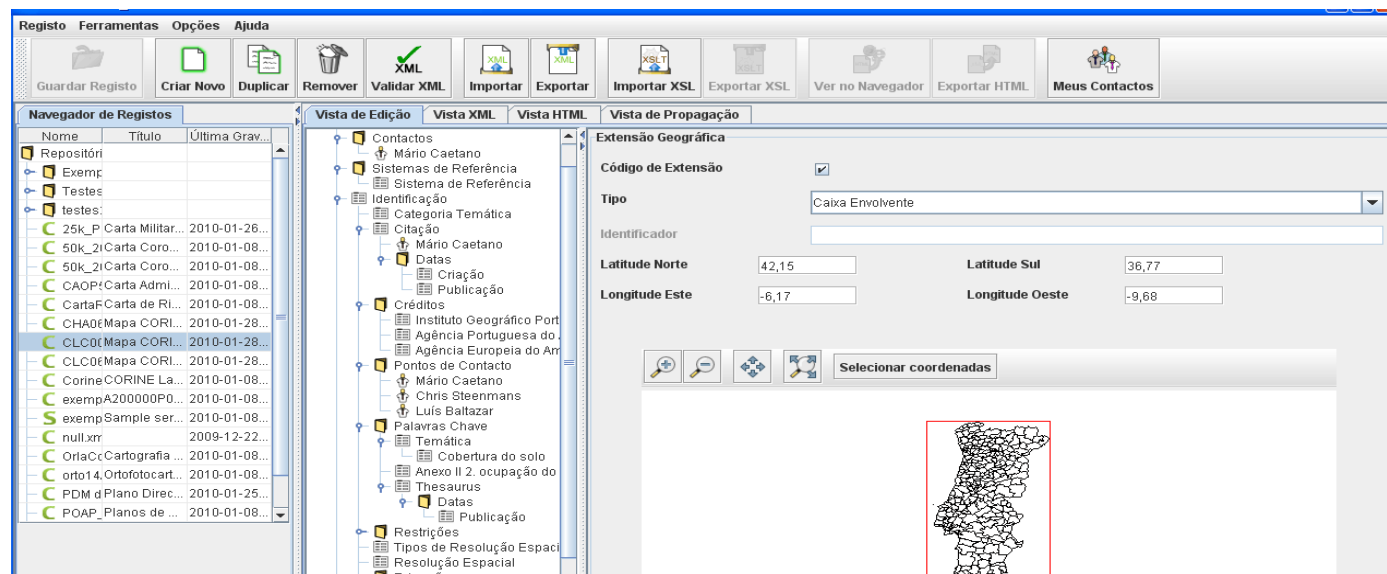 Registo Ferramentas Opções Ajuda
Guardar Registo Criar Novo Duplicar Remover Validar XML Importar Exportar Importar XSL Exportar XSL Ver no Navegador Exportar HTML Meus Contactos
Navegador de Registos
Nome Título Última Grav...
Repositóri
Exemp
Testes
testes:
25k_P Carta Militar... 2010-01-26...
50k_2( Carta Coro... 2010-01-08...
50k_2( Carta Coro... 2010-01-08...
CAOP! Carta Admi... 2010-01-08...
CartaF Carta de Ri... 2010-01-08...
CHA06 Mapa CORI... 2010-01-28...
CLC00 Mapa CORI... 2010-01-28...
CLC06 Mapa CORI... 2010-01-28...
Corine CORINE La... 2010-01-08...
exemp A200000P0... 2010-01-08...
exemp Sample ser... 2010-01-08...
null.xm 2009-12-22...
OrlaCo Cartografia ... 2010-01-08...
orto14. Ortofotocart... 2010-01-08...
PDM d Plano Direc... 2010-01-25...
POAP_ Planos de ... 2010-01-08...
Vista de Edição Vista XML Vista HTML Vista de Propagação
Contactos
Mário Caetano
Sistemas de Referência
Sistema de Referência
Identificação
Categoria Temática
Citação
Mário Caetano
Datas
Criação
Publicação
Créditos
Instituto Geográfico Port
Agência Portuguesa do
Agência Europeia do Am
Pontos de Contacto
Mário Caetano
Chris Steenmans
Luís Baltazar
Palavras Chave
Temática
Cobertura do solo
Anexo II 2. ocupação do
Thesaurus
Datas
Publicação
Restrições
Tipos de Resolução Espaci
Resolução Espacial
Extensão Geográfica
Código de Extensão
Tipo Caixa Envolvente
Identificador
Latitude Norte 42,15 Latitude Sul 36,77
Longitude Este -6,17 Longitude Oeste -9,68
Selecionar coordenadas